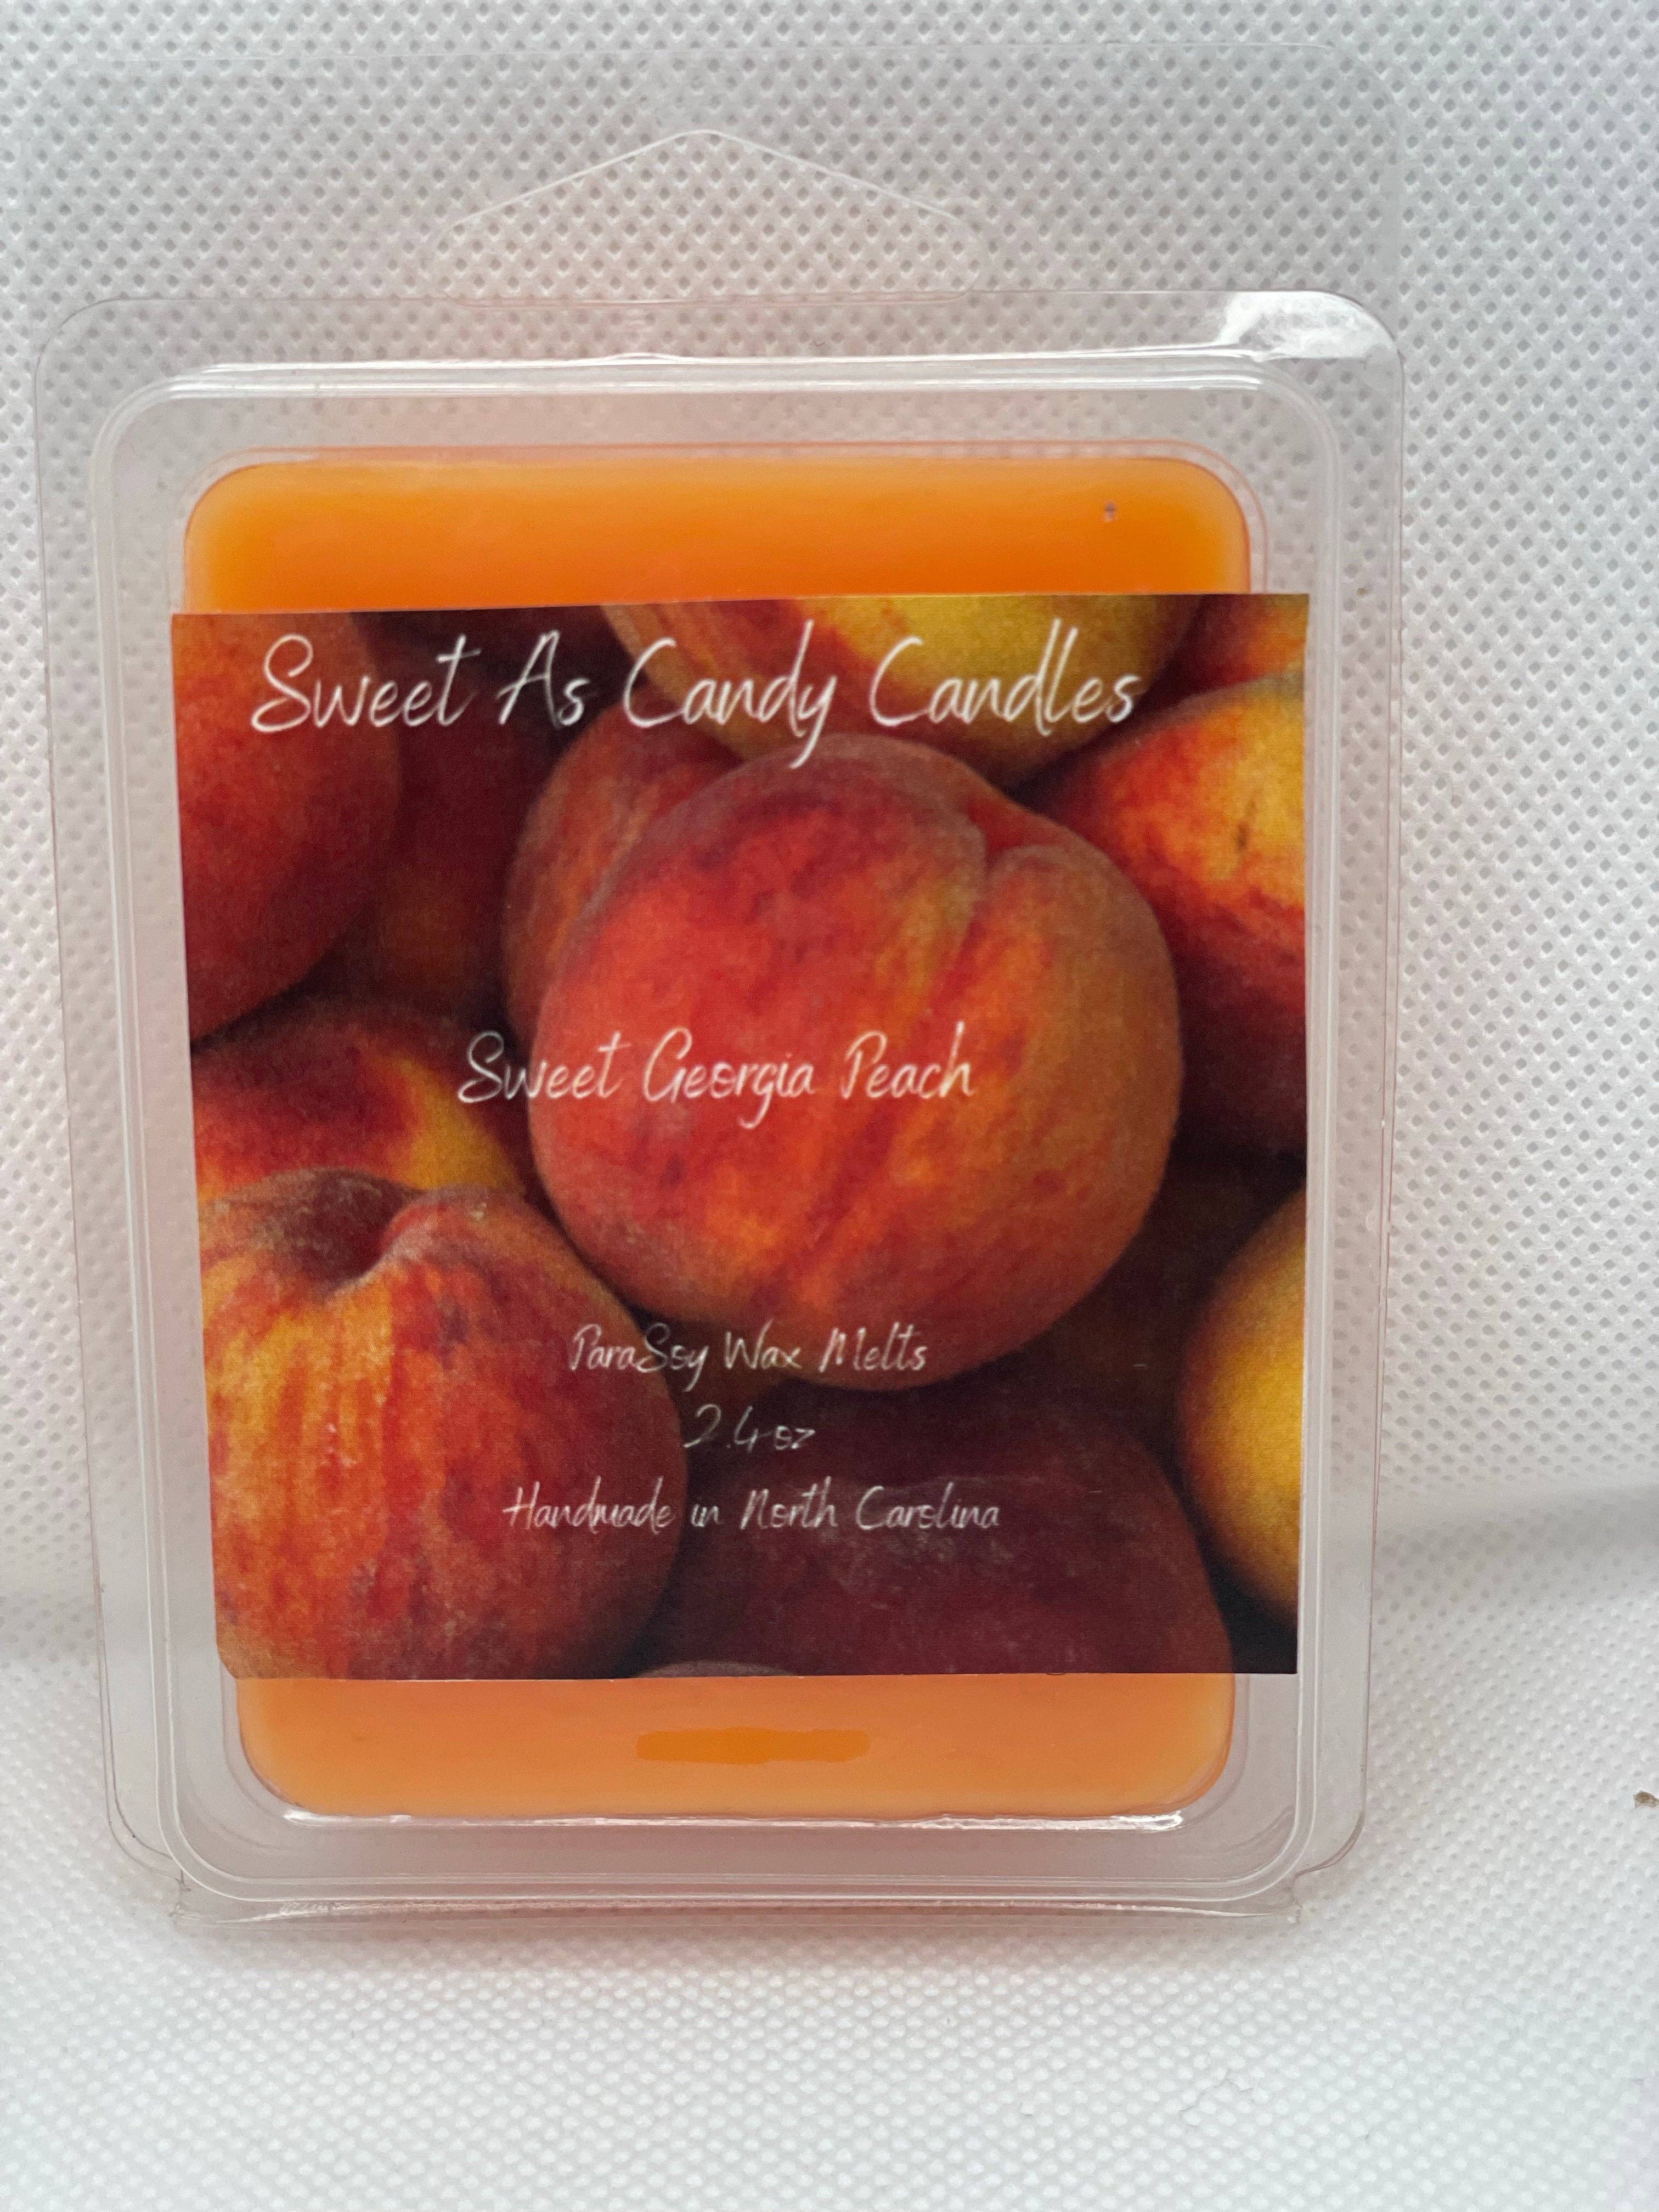 Sweet As Candy Candles
Sweet Georgia Peach
ParaSoy Wax Melts
2.4oz
Handmade in North Carolina